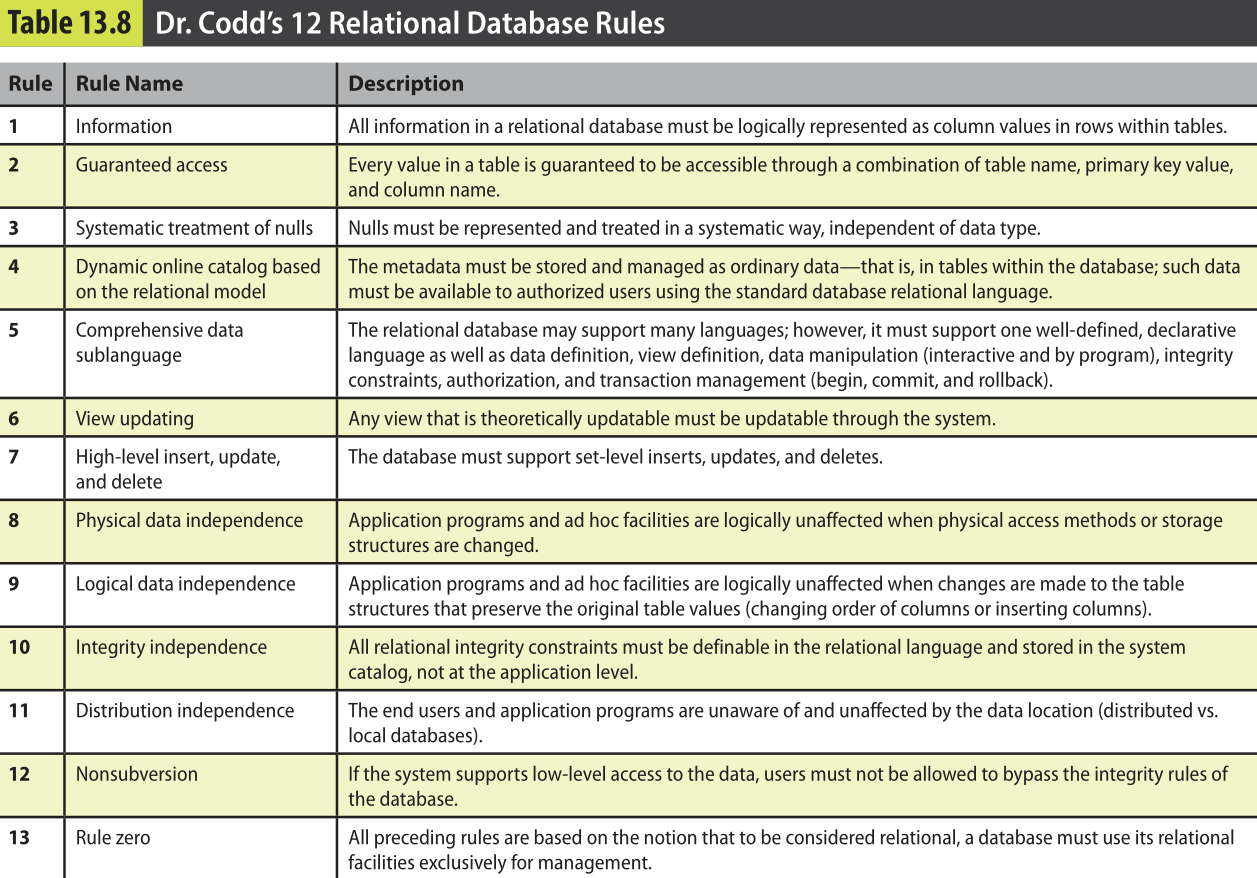 Table 13.8 Dr. Codd's 12 Relational Database Rules
Rule Rule Name Description
1 Information All information in a relational database must be logically represented as column values in rows within tables.
2 Guaranteed access Every value in a table is guaranteed to be accessible through a combination of table name, primary key value,
and column name.
3 Systematic treatment of nulls Nulls must be represented and treated in a systematic way, independent of data type.
4 Dynamic online catalog based The metadata must be stored and managed as ordinary data—that is, in tables within the database; such data
on the relational model must be available to authorized users using the standard database relational language.
5 Comprehensive data The relational database may support many languages; however, it must support one well-defined, declarative
sublanguage language as well as data definition, view definition, data manipulation (interactive and by program), integrity
constraints, authorization, and transaction management (begin, commit, and rollback).
6 View updating Any view that is theoretically updatable must be updatable through the system.
7 High-level insert, update, The database must support set-level inserts, updates, and deletes.
and delete
8 Physical data independence Application programs and ad hoc facilities are logically unaffected when physical access methods or storage
structures are changed.
9 Logical data independence Application programs and ad hoc facilities are logically unaffected when changes are made to the table
structures that preserve the original table values (changing order of columns or inserting columns).
10 Integrity independence All relational integrity constraints must be definable in the relational language and stored in the system
catalog, not at the application level.
11 Distribution independence The end users and application programs are unaware of and unaffected by the data location (distributed vs.
local databases).
12 Nonsubversion If the system supports low-level access to the data, users must not be allowed to bypass the integrity rules of
the database.
13 Rule zero All preceding rules are based on the notion that to be considered relational, a database must use its relational
facilities exclusively for management.